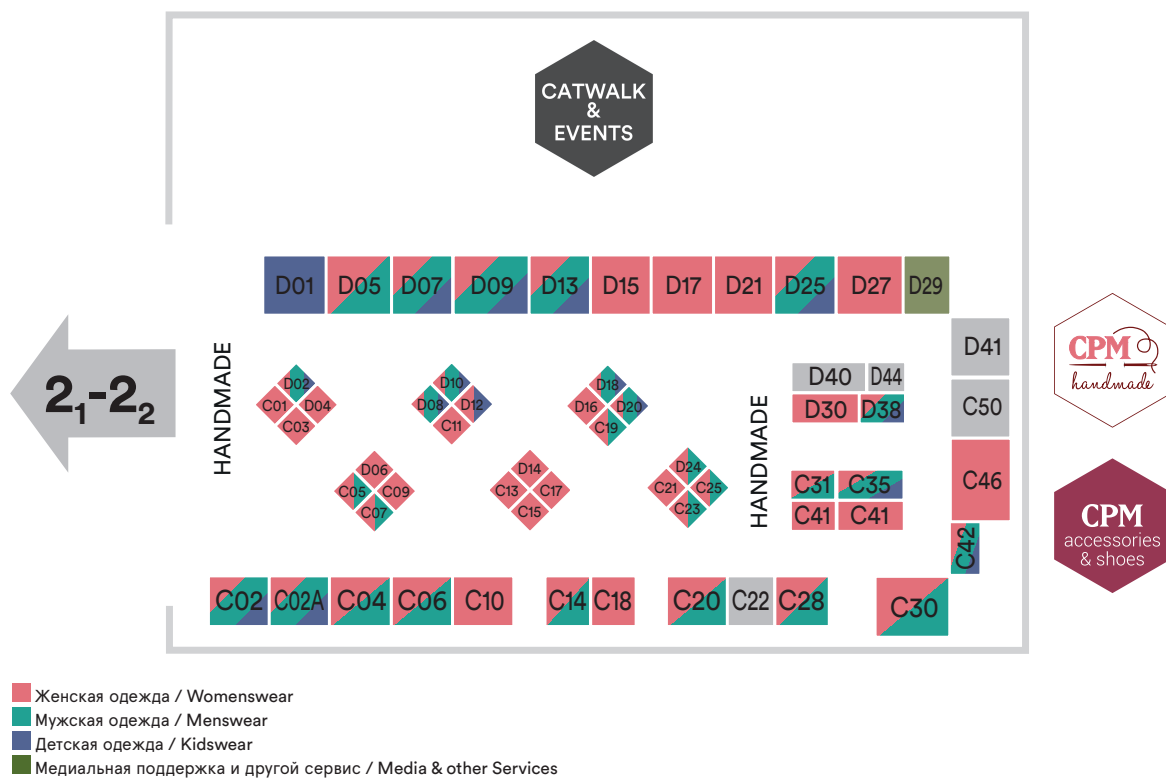 CATWALK
&
EVENTS
D01 D05 D07 D09 D13 D15 D17 D21 D25 D27 D29
D41
C50
C46
C42
2₁-2₂
HANDMADE
D02
C01 D04
C03
D10
D08 D12
C11
D18
D16 D20
C19
D06
C05 C09
C07
D14
C13 C17
C15
D24
C21 C25
C23
HANDMADE
D40 D44
D30 D38
C31 C35
C41 C41
C02 C02A C04 C06 C10 C14 C18 C20 C22 C28 C30
CPM
handmade
CPM
accessories
& shoes
Женская одежда / Womenswear
Мужская одежда / Menswear
Детская одежда / Kidswear
Медиальная поддержка и другой сервис / Media & other Services